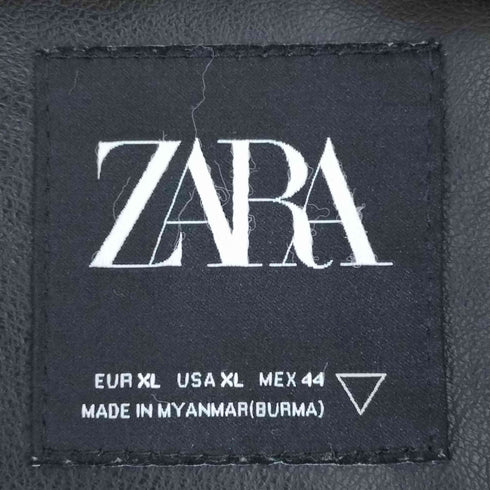 ZARA
EUR XL USA XL MEX 44
MADE IN MYANMAR(BURMA)